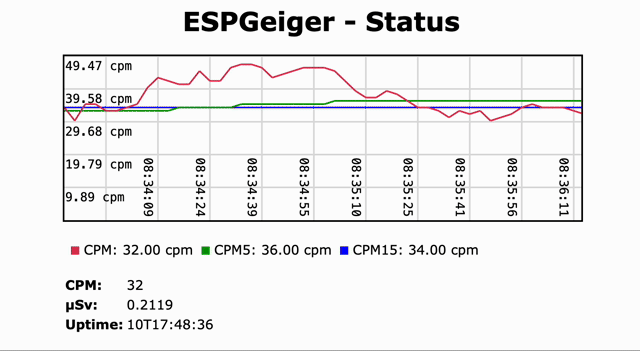 ESPGeiger - Status
49.47 cpm
39.58 cpm
29.68 cpm
19.79 cpm
9.89 cpm
08:34:09
08:34:24
08:34:39
08:34:55
08:35:10
08:35:25
08:35:41
08:35:56
08:36:11
CPM: 32.00 cpm CPM5: 36.00 cpm CPM15: 34.00 cpm
CPM: 32
µSv: 0.2119
Uptime: 10T17:48:36